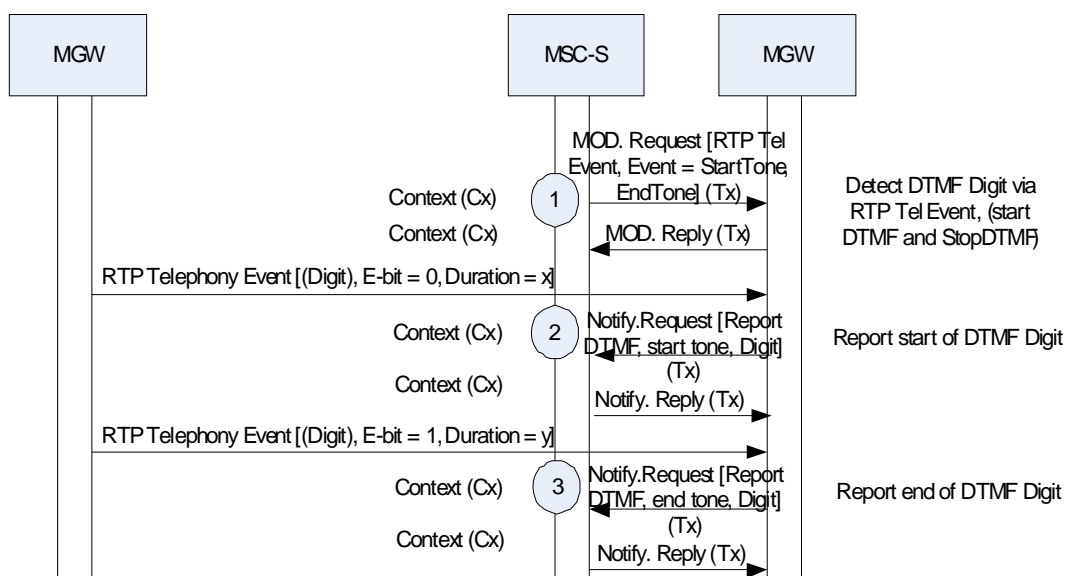 MGW
MSC-S
MGW
MOD. Request [RTP Tel
Event, Event = StartTone,
EndTone] (Tx)
Context (Cx)
1
Detect DTMF Digit via
RTP Tel Event, (start
DTMF and StopDTMF)
Context (Cx)
MOD. Reply (Tx)
RTP Telephony Event [(Digit), E-bit = 0, Duration = x]
Context (Cx)
2
Notify.Request [Report
DTMF, start tone, Digit]
(Tx)
Report start of DTMF Digit
Context (Cx)
Notify. Reply (Tx)
RTP Telephony Event [(Digit), E-bit = 1, Duration = y]
Context (Cx)
3
Notify.Request [Report
DTMF, end tone, Digit]
(Tx)
Report end of DTMF Digit
Context (Cx)
Notify. Reply (Tx)